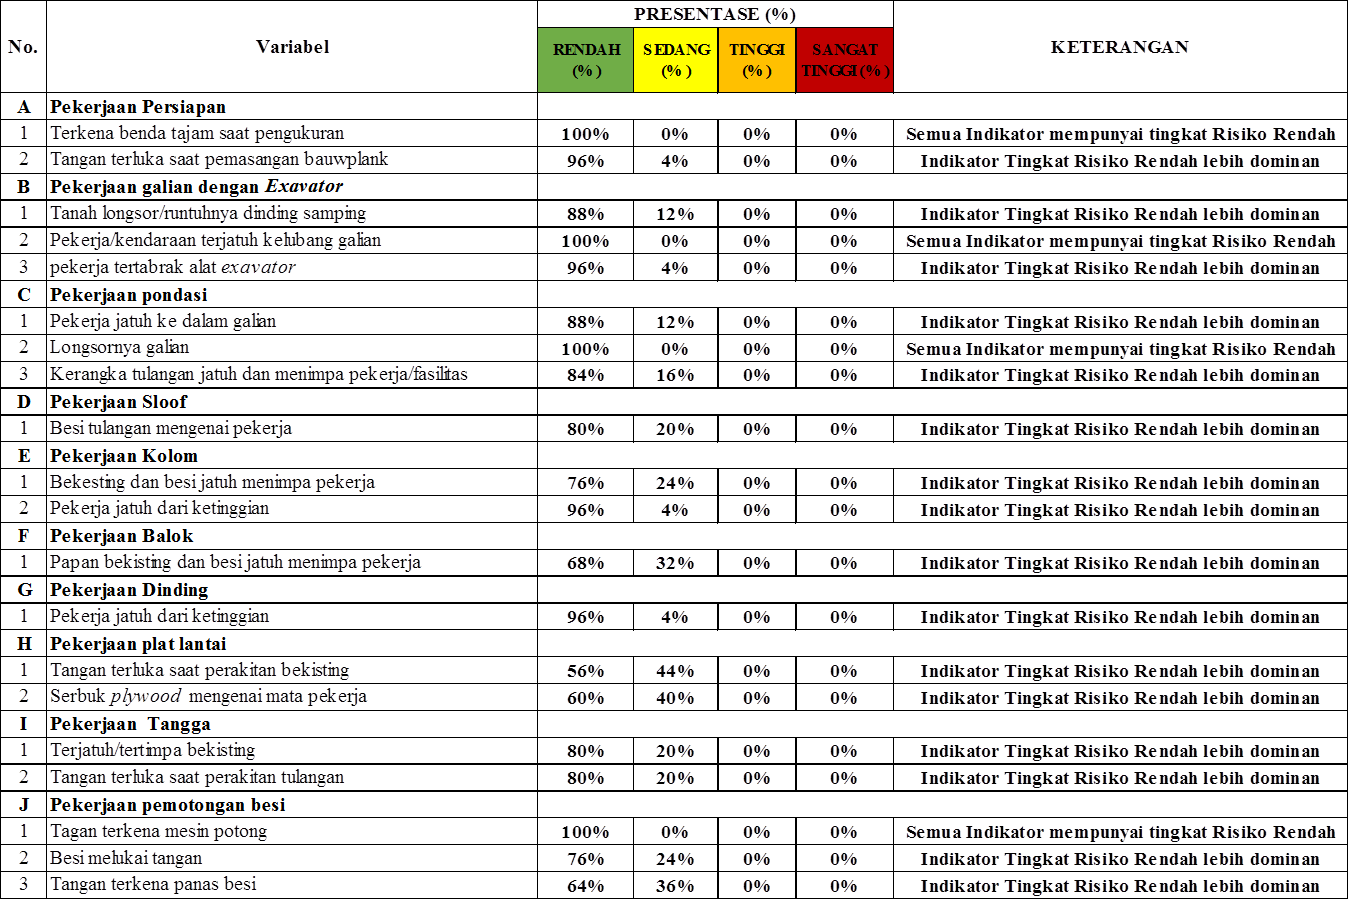 No. Variabel PRESENTASE (%) KETERANGAN
RENDAH (%) SEDANG (%) TINGGI (%) SANGAT TINGGI (%)
A Pekerjaan Persiapan
1 Terkena benda tajam saat pengukuran 100% 0% 0% 0% Semua Indikator mempunyai tingkat Risiko Rendah
2 Tangan terluka saat pemasangan bauwplank 96% 4% 0% 0% Indikator Tingkat Risiko Rendah lebih dominan
B Pekerjaan galian dengan Exavator
1 Tanah longsor/runtuhnya dinding samping 88% 12% 0% 0% Indikator Tingkat Risiko Rendah lebih dominan
2 Pekerja/kendaraan terjatuh kelubang galian 100% 0% 0% 0% Semua Indikator mempunyai tingkat Risiko Rendah
3 pekerja tertabrak alat exavator 96% 4% 0% 0% Indikator Tingkat Risiko Rendah lebih dominan
C Pekerjaan pondasi
1 Pekerja jatuh ke dalam galian 88% 12% 0% 0% Indikator Tingkat Risiko Rendah lebih dominan
2 Longsornya galian 100% 0% 0% 0% Semua Indikator mempunyai tingkat Risiko Rendah
3 Kerangka tulangan jatuh dan menimpa pekerja/fasilitas 84% 16% 0% 0% Indikator Tingkat Risiko Rendah lebih dominan
D Pekerjaan Sloof
1 Besi tulangan mengenai pekerja 80% 20% 0% 0% Indikator Tingkat Risiko Rendah lebih dominan
E Pekerjaan Kolom
1 Bekesting dan besi jatuh menimpa pekerja 76% 24% 0% 0% Indikator Tingkat Risiko Rendah lebih dominan
2 Pekerja jatuh dari ketinggian 96% 4% 0% 0% Indikator Tingkat Risiko Rendah lebih dominan
F Pekerjaan Balok
1 Papan bekisting dan besi jatuh menimpa pekerja 68% 32% 0% 0% Indikator Tingkat Risiko Rendah lebih dominan
G Pekerjaan Dinding
1 Pekerja jatuh dari ketinggian 96% 4% 0% 0% Indikator Tingkat Risiko Rendah lebih dominan
H Pekerjaan plat lantai
1 Tangan terluka saat perakitan bekisting 56% 44% 0% 0% Indikator Tingkat Risiko Rendah lebih dominan
2 Serbuk plywood mengenai mata pekerja 60% 40% 0% 0% Indikator Tingkat Risiko Rendah lebih dominan
I Pekerjaan Tangga
1 Terjatuh/tertimpa bekisting 80% 20% 0% 0% Indikator Tingkat Risiko Rendah lebih dominan
2 Tangan terluka saat perakitan tulangan 80% 20% 0% 0% Indikator Tingkat Risiko Rendah lebih dominan
J Pekerjaan pemotongan besi
1 Tagan terkena mesin potong 100% 0% 0% 0% Semua Indikator mempunyai tingkat Risiko Rendah
2 Besi melukai tangan 76% 24% 0% 0% Indikator Tingkat Risiko Rendah lebih dominan
3 Tangan terkena panas besi 64% 36% 0% 0% Indikator Tingkat Risiko Rendah lebih dominan